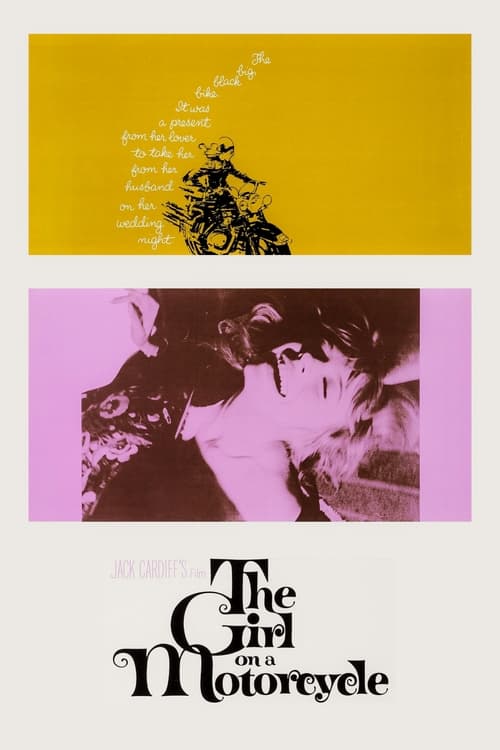 The
big,
black
bike.
It was
a present
from her lover
to take her
from her
husband
on her
wedding
night
JACK CARDIFF'S film
The
Girl
on a
Motorcycle